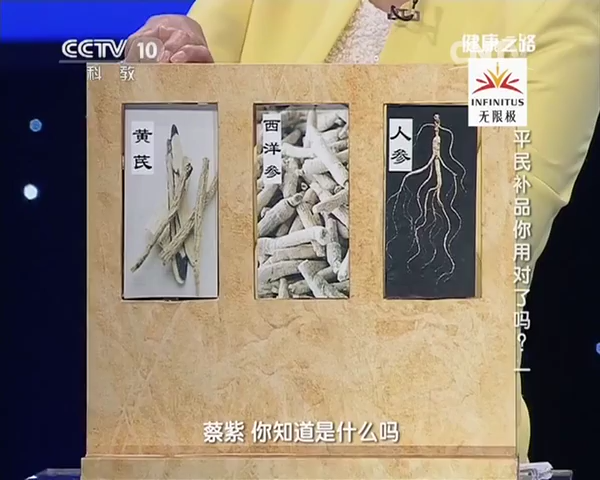 CCTV 10
科教
健康之路
INFINITUS
无限极
黄芪
西洋参
人参
平民补品你用对了吗？一
蔡紫 你知道是什么吗